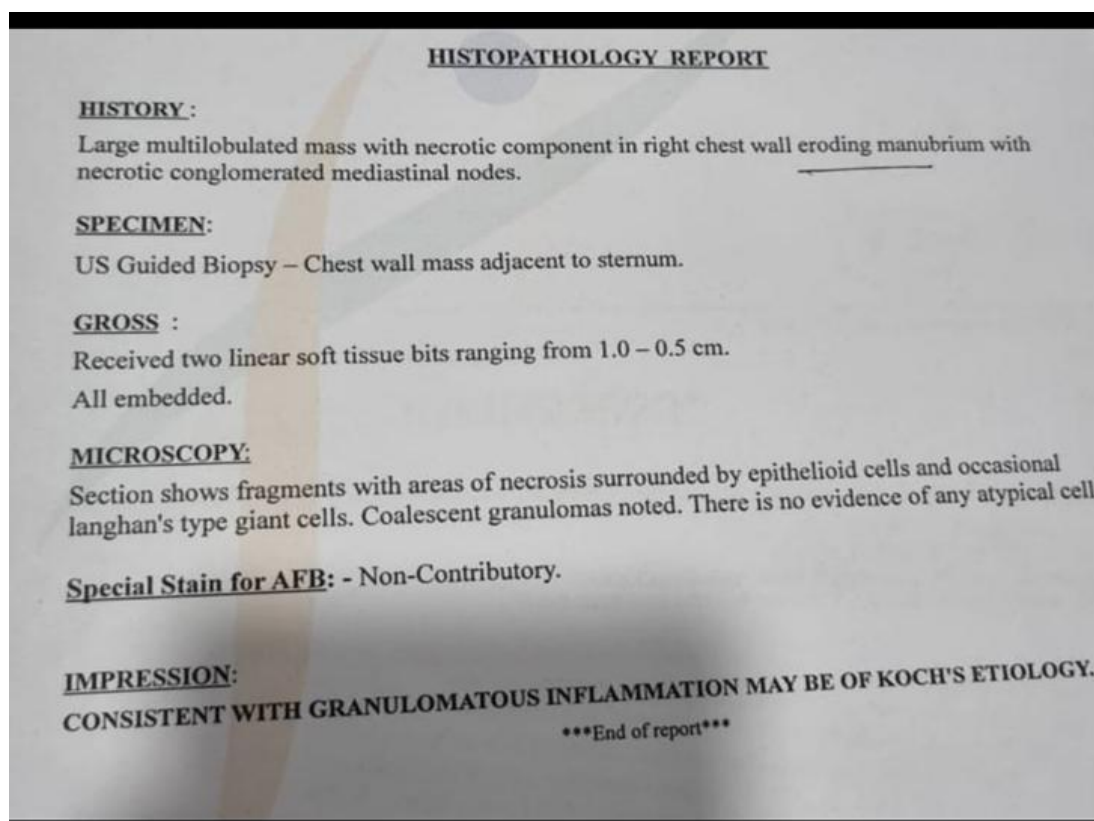 HISTOPATHOLOGY REPORT
HISTORY :
Large multilobulated mass with necrotic component in right chest wall eroding manubrium with
necrotic conglomerated mediastinal nodes.
SPECIMEN:
US Guided Biopsy – Chest wall mass adjacent to sternum.
GROSS :
Received two linear soft tissue bits ranging from 1.0 – 0.5 cm.
All embedded.
MICROSCOPY:
Section shows fragments with areas of necrosis surrounded by epithelioid cells and occasional
langhan's type giant cells. Coalescent granulomas noted. There is no evidence of any atypical cell
Special Stain for AFB: - Non-Contributory.
IMPRESSION:
CONSISTENT WITH GRANULOMATOUS INFLAMMATION MAY BE OF KOCH'S ETIOLOGY.
***End of report***